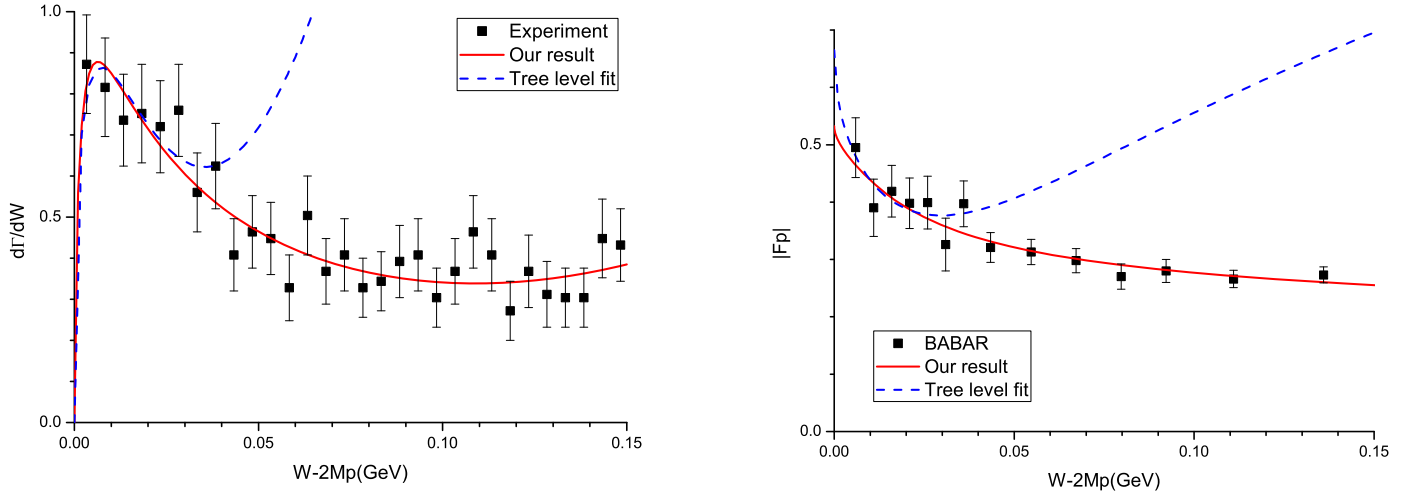 1.0
0.5
0.0
dΓ/dW
Experiment
Our result
Tree level fit
0.00
0.05
0.10
0.15
W-2Mp(GeV)
0.5
0.0
|Fp|
BABAR
Our result
Tree level fit
0.00
0.05
0.10
0.15
W-2Mp(GeV)